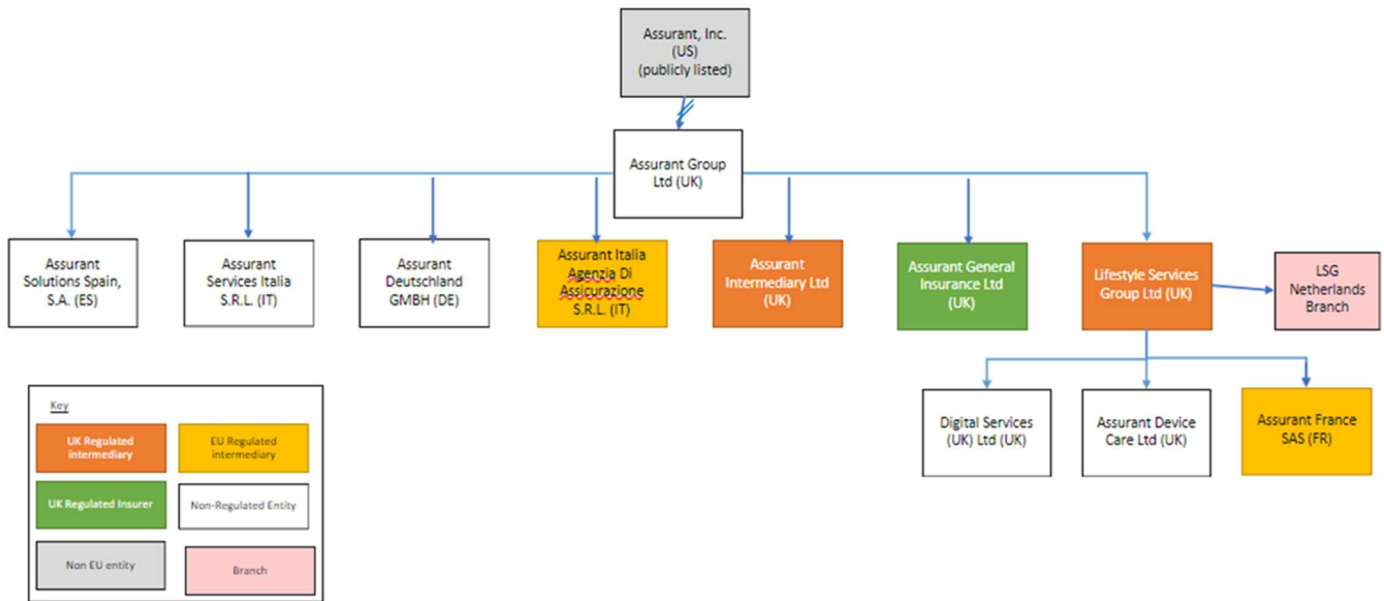 Assurant, Inc.
(US)
(publicly listed)
Assurant Group
Ltd (UK)
Assurant
Solutions Spain,
S.A. (ES)
Assurant
Services Italia
S.R.L. (IT)
Assurant
Deutschland
GMBH (DE)
Assurant Italia
Agenzia Di
Assicurazione
S.R.L. (IT)
Assurant
Intermediary Ltd
(UK)
Assurant General
Insurance Ltd
(UK)
Lifestyle Services
Group Ltd (UK)
LSG
Netherlands
Branch
Digital Services
(UK) Ltd (UK)
Assurant Device
Care Ltd (UK)
Assurant France
SAS (FR)
Key
UK Regulated
intermediary
EU Regulated
intermediary
UK Regulated Insurer
Non-Regulated Entity
Non EU entity
Branch